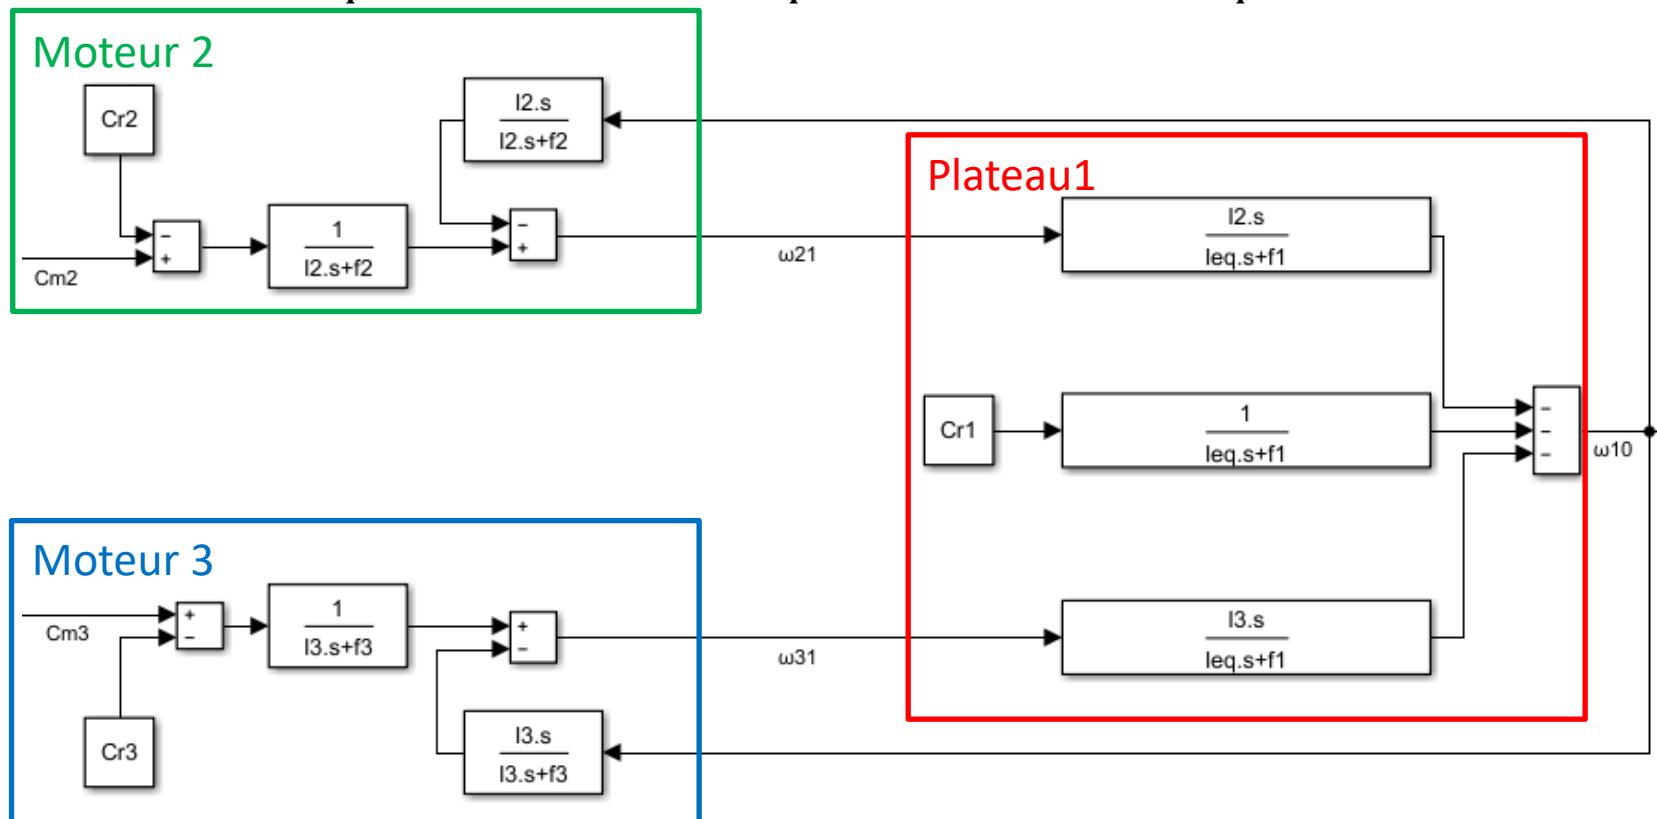 Moteur 2
Cr2
I2.s
I2.s+f2
1
I2.s+f2
Cm2
-
+
-
+
ω21
Plateau1
I2.s
Ieq.s+f1
Cr1
1
Ieq.s+f1
-
-
-
ω10
Moteur 3
Cm3
+
-
1
I3.s+f3
+
-
ω31
I3.s
Ieq.s+f1
Cr3
I3.s
I3.s+f3